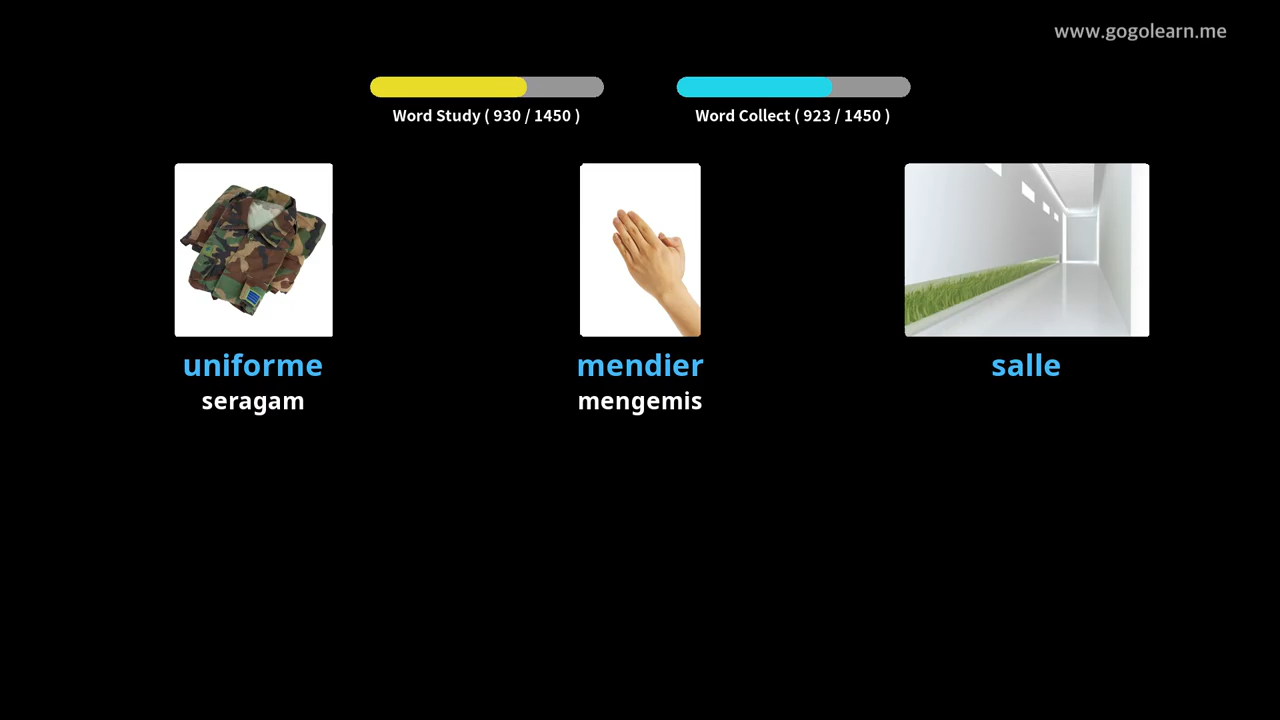 www.gogolearn.me
Word Study ( 930 / 1450 )
Word Collect ( 923 / 1450 )
uniforme
seragam
mendier
mengemis
salle